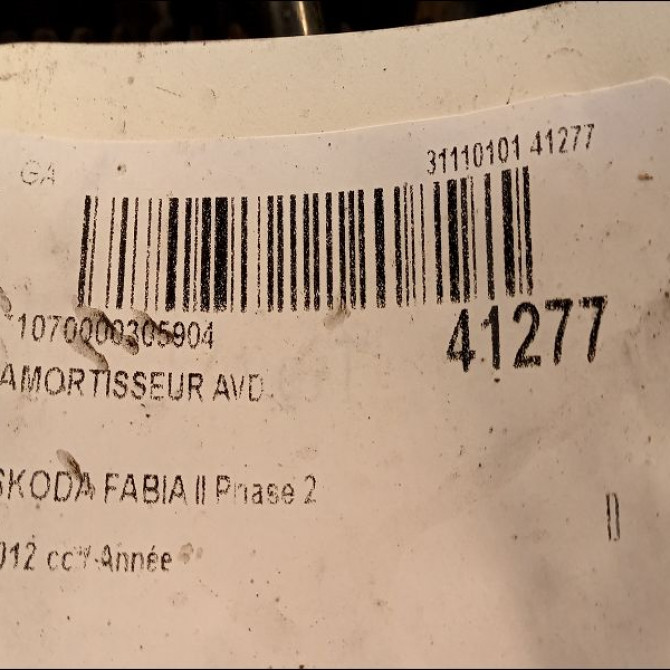 GA 31110101 41277
*1070000305904 41277
AMORTISSEUR AVD
SKODA FABIA II Phase 2
012 cc*/-Année